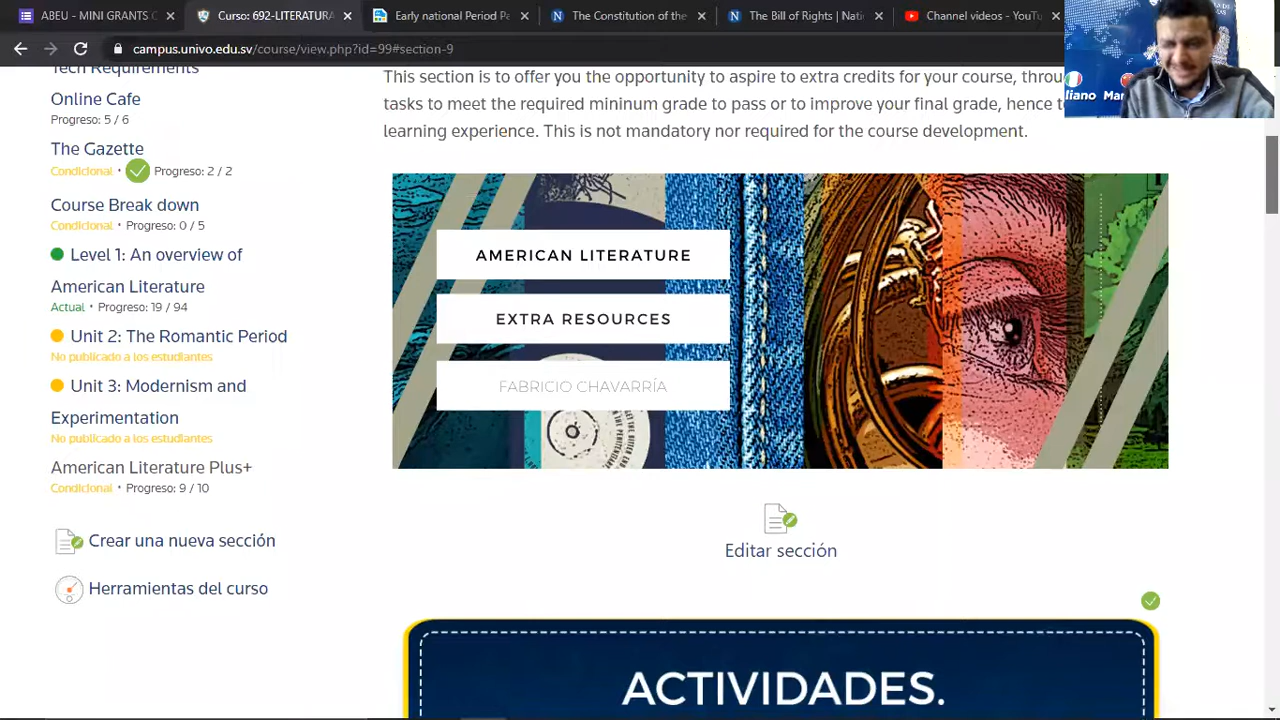 ABEU - MINI GRANTS C
Curso: 692-LITERATURA
Early national Period Pa
The Constitution of the
The Bill of Rights | Nati
Channel videos - YouTu
campus.univo.edu.sv/course/view.php?id=99#section-9
Tech Requirements
Online Cafe
Progreso: 5 / 6
The Gazette
Condicional • Progreso: 2 / 2
Course Break down
Condicional • Progreso: 0 / 5
Level 1: An overview of
American Literature
Actual • Progreso: 19 / 94
Unit 2: The Romantic Period
No publicado a los estudiantes
Unit 3: Modernism and
Experimentation
No publicado a los estudiantes
American Literature Plus+
Condicional • Progreso: 9 / 10
Crear una nueva sección
Herramientas del curso
This section is to offer you the opportunity to aspire to extra credits for your course, throu
tasks to meet the required mininum grade to pass or to improve your final grade, hence t
learning experience. This is not mandatory nor required for the course development.
AMERICAN LITERATURE
EXTRA RESOURCES
FABRICIO CHAVARRÍA
Editar sección
ACTIVIDADES.
liano Mar